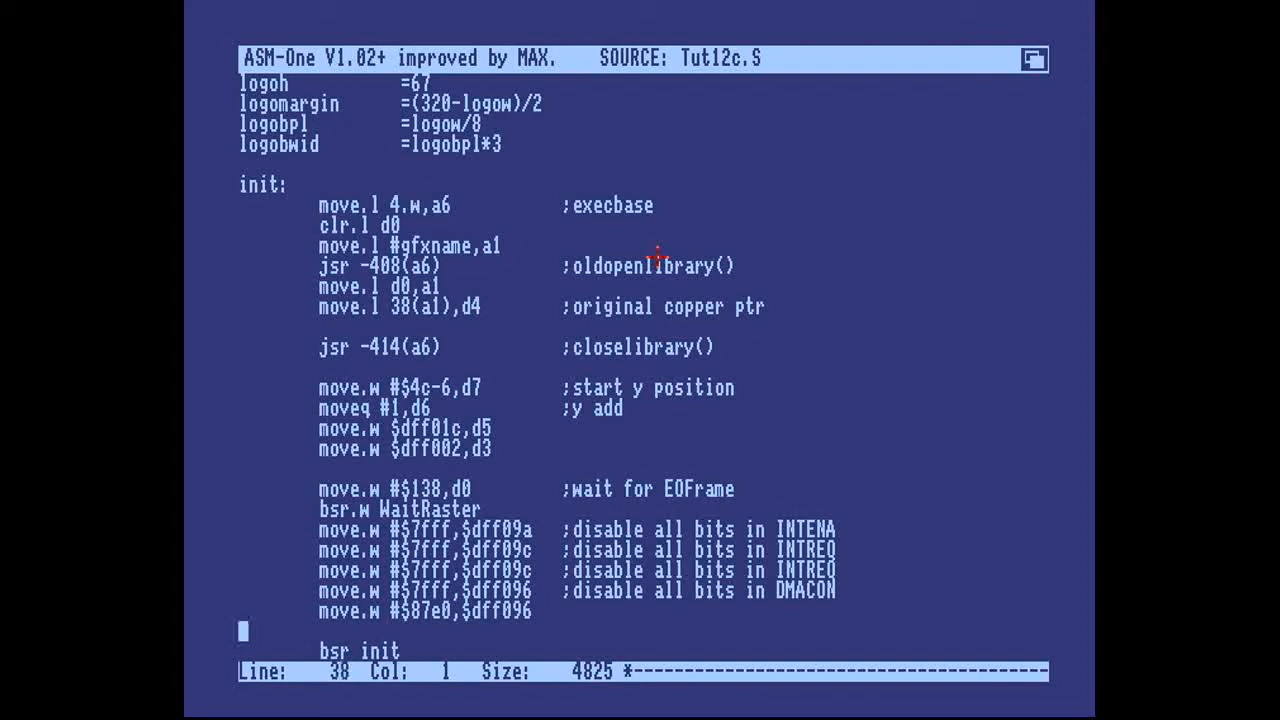 ASM-One V1.02+ improved by MAX. SOURCE: Tut12c.S
logoh =67
logomargin =(320-logow)/2
logobpl =logow/8
logobwid =logobpl*3
init:
move.l 4.w,a6 ;execbase
clr.l d0
move.l #gfxname,a1
jsr -408(a6) ;oldopenlibrary()
move.l d0,a1
move.l 38(a1),d4 ;original copper ptr
jsr -414(a6) ;closelibrary()
move.w #$4c-6,d7 ;start y position
moveq #1,d6 ;y add
move.w $dff01c,d5
move.w $dff002,d3
move.w #$138,d0 ;wait for EOFrame
bsr.w WaitRaster
move.w #$7fff,$dff09a ;disable all bits in INTENA
move.w #$7fff,$dff09c ;disable all bits in INTREQ
move.w #$7fff,$dff09c ;disable all bits in INTREQ
move.w #$7fff,$dff096 ;disable all bits in DMACON
move.w #$87e0,$dff096
bsr init
Line: 38 Col: 1 Size: 4825 *-----------------------------------------